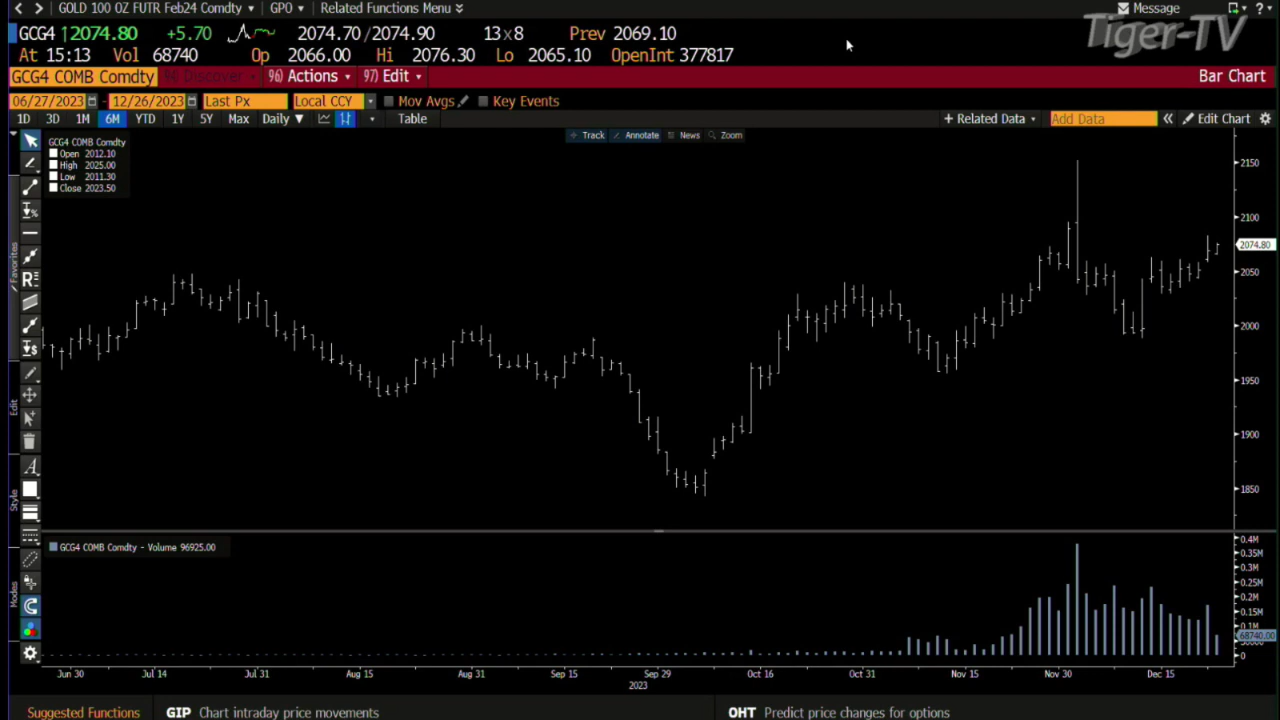 GOLD 100 OZ FUTR Feb24 Comdty GPO Related Functions Menu Message ?
Tiger-TV
GCG4 ↑2074.80 +5.70 2074.70/2074.90 13x8 Prev 2069.10
At 15:13 Vol 68740 Op 2066.00 Hi 2076.30 Lo 2065.10 OpenInt 377817
GCG4 COMB Comdty 96) Actions 97) Edit Bar Chart
06/27/2023 - 12/26/2023 Last Px Local CCY Mov Avgs Key Events
1D 3D 1M 6M YTD 1Y 5Y Max Daily ▼ Table + Related Data Add Data « Edit Chart
Track Annotate News Zoom
GCG4 COMB Comdty
Open 2012.10
High 2025.00
Low 2011.30
Close 2023.50
Favorites
Edit
Style
Modes
2150
2100
2074.80
2050
2000
1950
1900
1850
GCG4 COMB Comdty - Volume 96925.00
0.4M
0.35M
0.3M
0.2M
0.15M
0.1M
68740.00
0
Jun 30 Jul 14 Jul 31 Aug 15 Aug 31 Sep 15 Sep 29 Oct 16 Oct 31 Nov 15 Nov 30 Dec 15
2023
Suggested Functions GIP Chart intraday price movements OHT Predict price changes for options